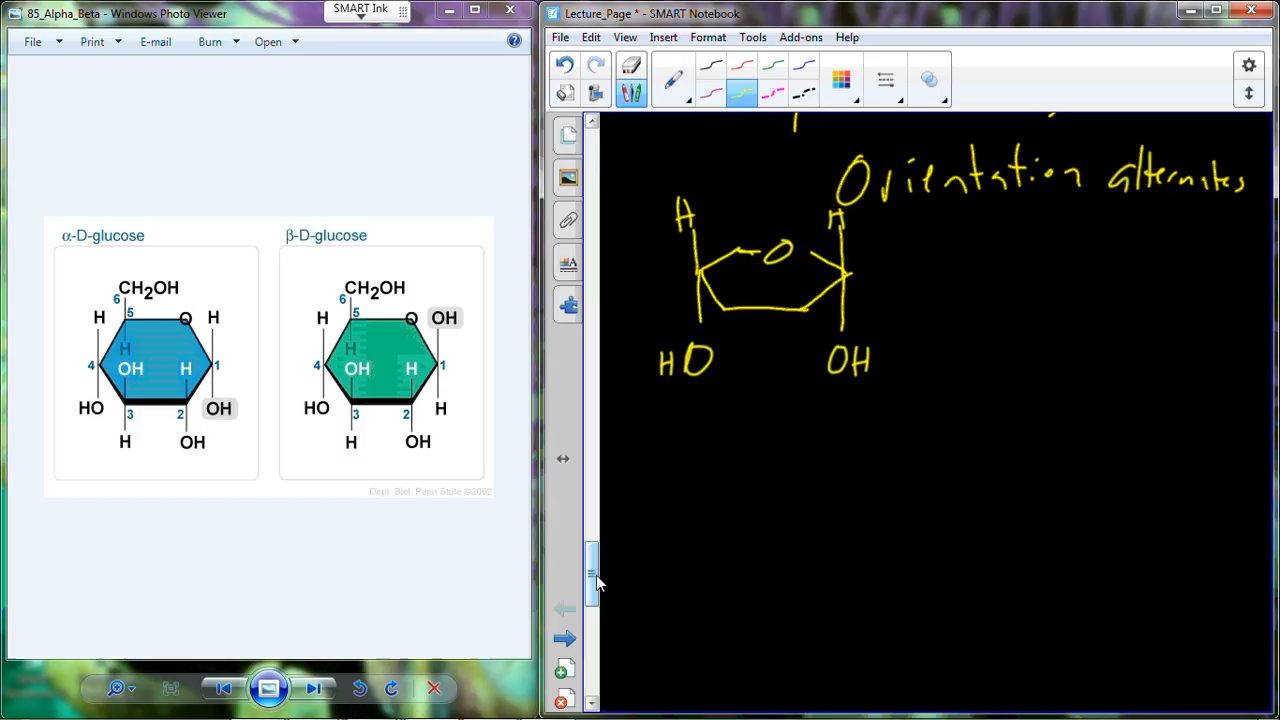 85_Alpha_Beta - Windows Photo Viewer
SMART Ink
File Print E-mail Burn Open
α-D-glucose
β-D-glucose
CH2OH
6
5
H
O
H
H
4
OH
H
1
HO
3
2
OH
H
OH
CH2OH
6
5
H
O
OH
H
4
OH
H
1
HO
3
2
H
H
OH
Dept. Biol. Penn State ©2002
Lecture_Page * - SMART Notebook
File Edit View Insert Format Tools Add-ons Help
Orientation alternates
H
H
O
HO
OH